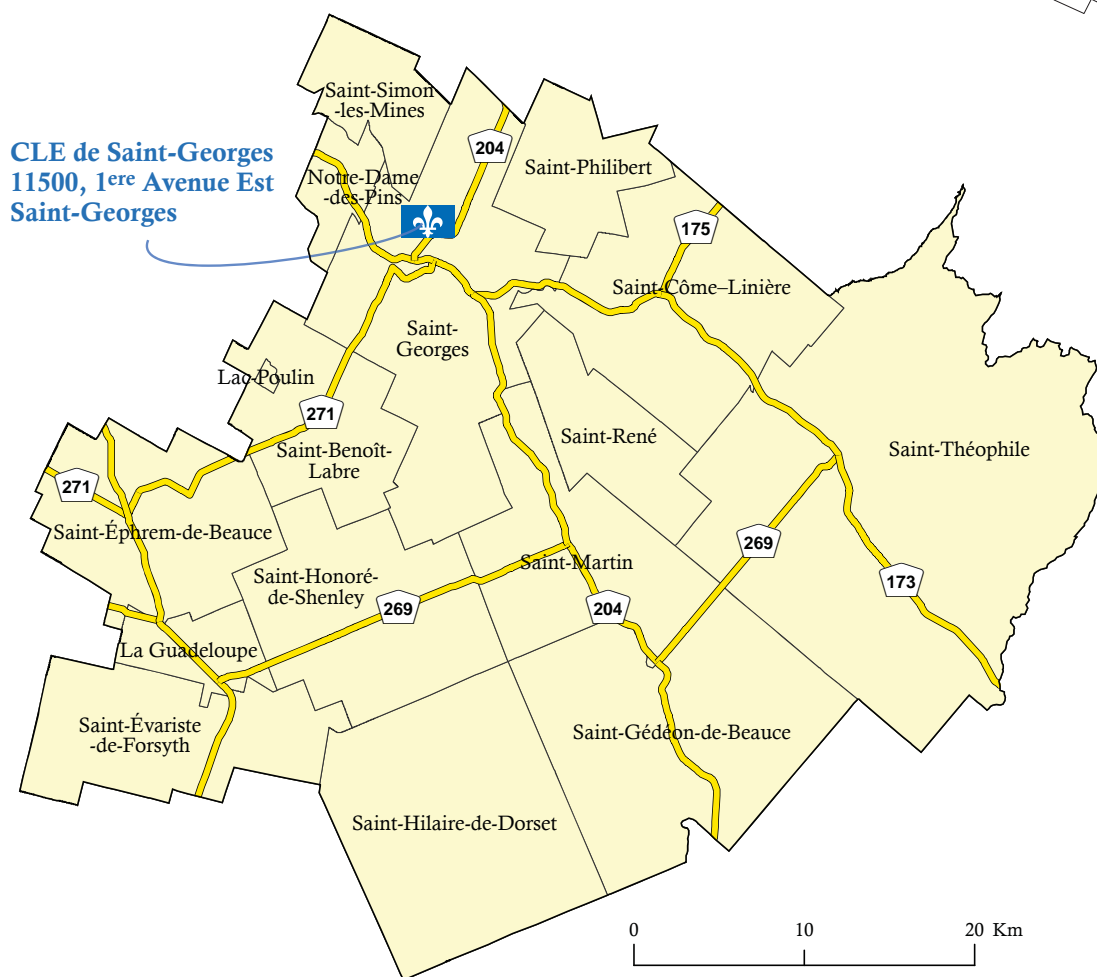 Saint-Simon
-les-Mines
204
CLE de Saint-Georges
11500, 1ere Avenue Est
Saint-Georges
Saint-Philibert
Notre-Dame
-des-Pins
175
Saint-Côme–Linière
Saint-
Georges
Lac-Poulin
271
Saint-René
Saint-Benoît-
Labre
Saint-Théophile
271
Saint-Éphrem-de-Beauce
269
Saint-Martin
Saint-Honoré-
de-Shenley
173
269
204
La Guadeloupe
Saint-Évariste
-de-Forsyth
Saint-Gédéon-de-Beauce
Saint-Hilaire-de-Dorset
0 10 20 Km